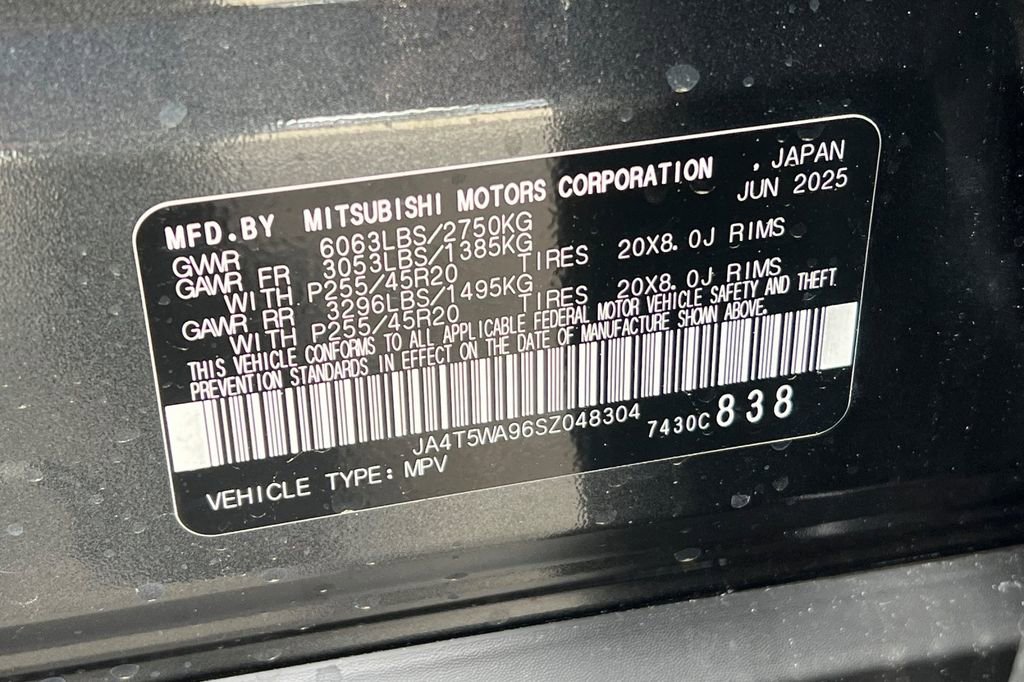 MFD.BY MITSUBISHI MOTORS CORPORATION . JAPAN
GVWR 6063LBS/2750KG JUN 2025
GAWR FR 3053LBS/1385KG
WITH P255/45R20 TIRES 20X8.0J RIMS
GAWR RR 3296LBS/1495KG
WITH P255/45R20 TIRES 20X8.0J RIMS
THIS VEHICLE CONFORMS TO ALL APPLICABLE FEDERAL MOTOR VEHICLE SAFETY AND THEFT
PREVENTION STANDARDS IN EFFECT ON THE DATE OF MANUFACTURE SHOWN ABOVE.
JA4T5WA96SZ048304 7430C 838
VEHICLE TYPE: MPV